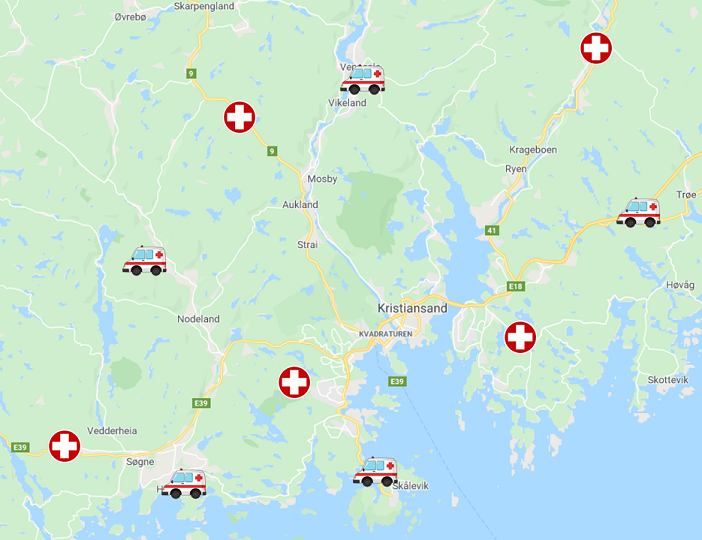 Skarpengland
Øvrebø
9
Vikeland
9
Krageboen
Ryen
Mosby
Trøe
Aukland
41
Strai
E18
Høvåg
Kristiansand
Nodeland
KVADRATUREN
E39
Skottevik
E39
Vedderheia
E39
Søgne
Skålevik